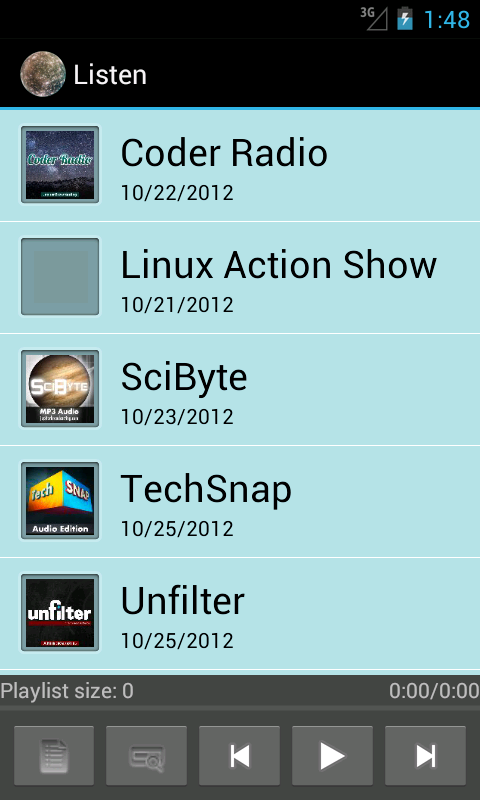 3G
1:48
Listen
Coder Radio
Coder Radio
10/22/2012
Linux Action Show
10/21/2012
SCIBYTE
MP3 Audio
SciByte
10/23/2012
Tech SNAP
Audio Edition
TechSnap
10/25/2012
unfilter
Unfilter
10/25/2012
Playlist size: 0
0:00/0:00